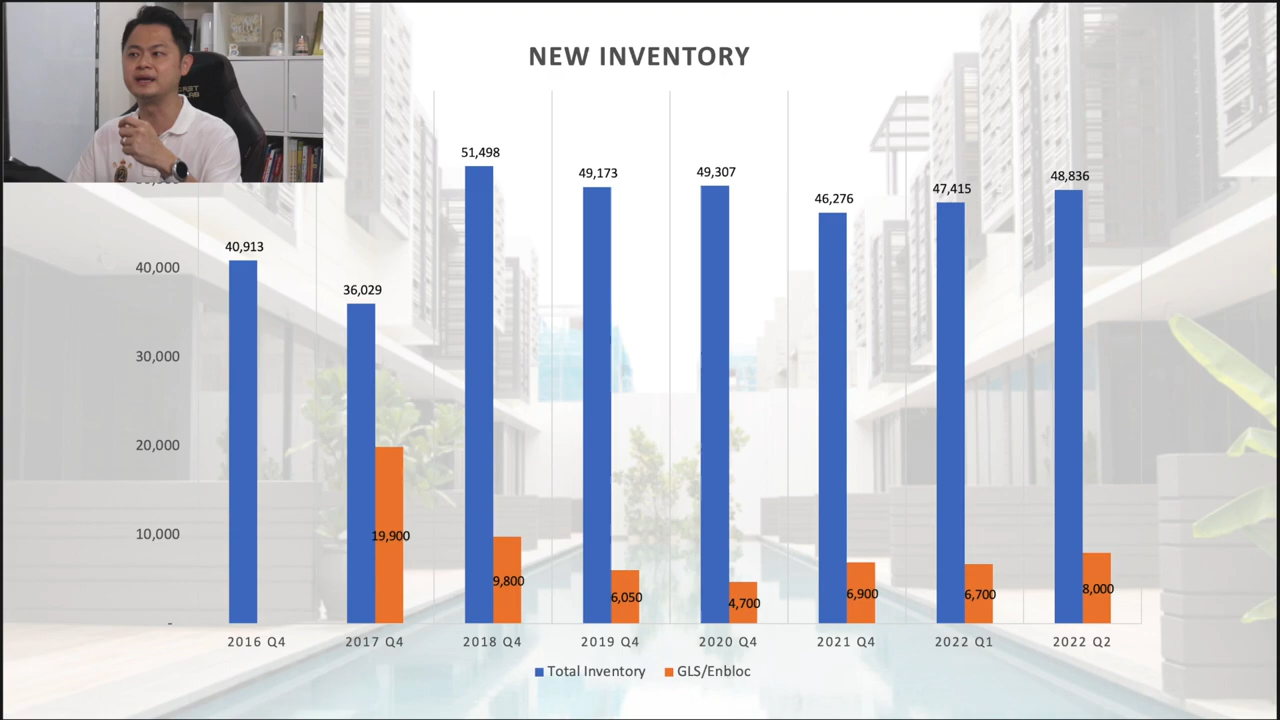 NEW INVENTORY
51,498
49,173
49,307
46,276
47,415
48,836
40,913
36,029
40,000
30,000
20,000
10,000
-
19,900
9,800
6,050
4,700
6,900
6,700
8,000
2016 Q4
2017 Q4
2018 Q4
2019 Q4
2020 Q4
2021 Q4
2022 Q1
2022 Q2
Total Inventory
GLS/Enbloc